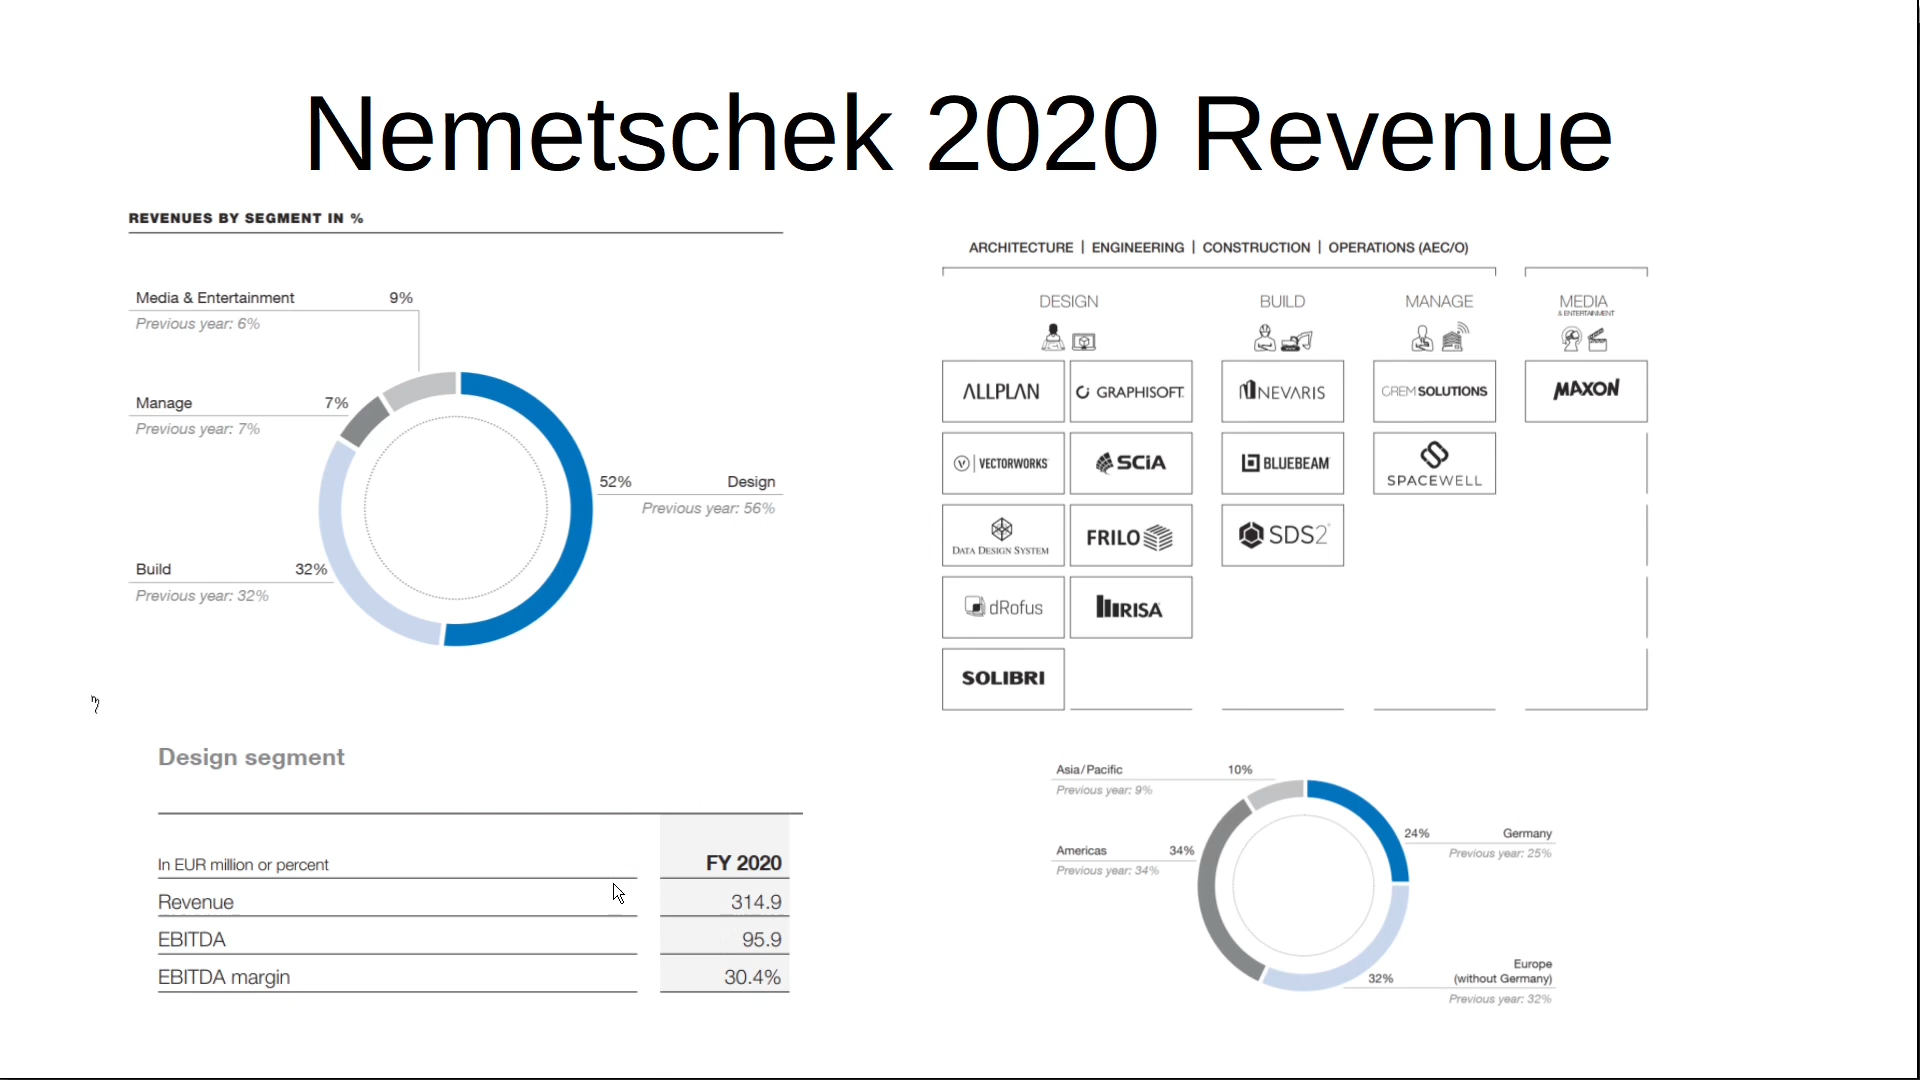 Nemetschek 2020 Revenue
REVENUES BY SEGMENT IN %
Media & Entertainment 9%
Previous year: 6%
Manage 7%
Previous year: 7%
52% Design
Previous year: 56%
Build 32%
Previous year: 32%
ARCHITECTURE | ENGINEERING | CONSTRUCTION | OPERATIONS (AEC/O)
DESIGN BUILD MANAGE MEDIA
& ENTERTAINMENT
ALLPLAN GRAPHISOFT. NEVARIS CREM SOLUTIONS MAXON
VECTORWORKS SCIA BLUEBEAM SPACEWELL
DATA DESIGN SYSTEM FRILO SDS2
dRofus RISA
SOLIBRI
Design segment
In EUR million or percent FY 2020
Revenue 314.9
EBITDA 95.9
EBITDA margin 30.4%
Asia/Pacific 10%
Previous year: 9%
24% Germany
Previous year: 25%
Americas 34%
Previous year: 34%
Europe
32% (without Germany)
Previous year: 32%